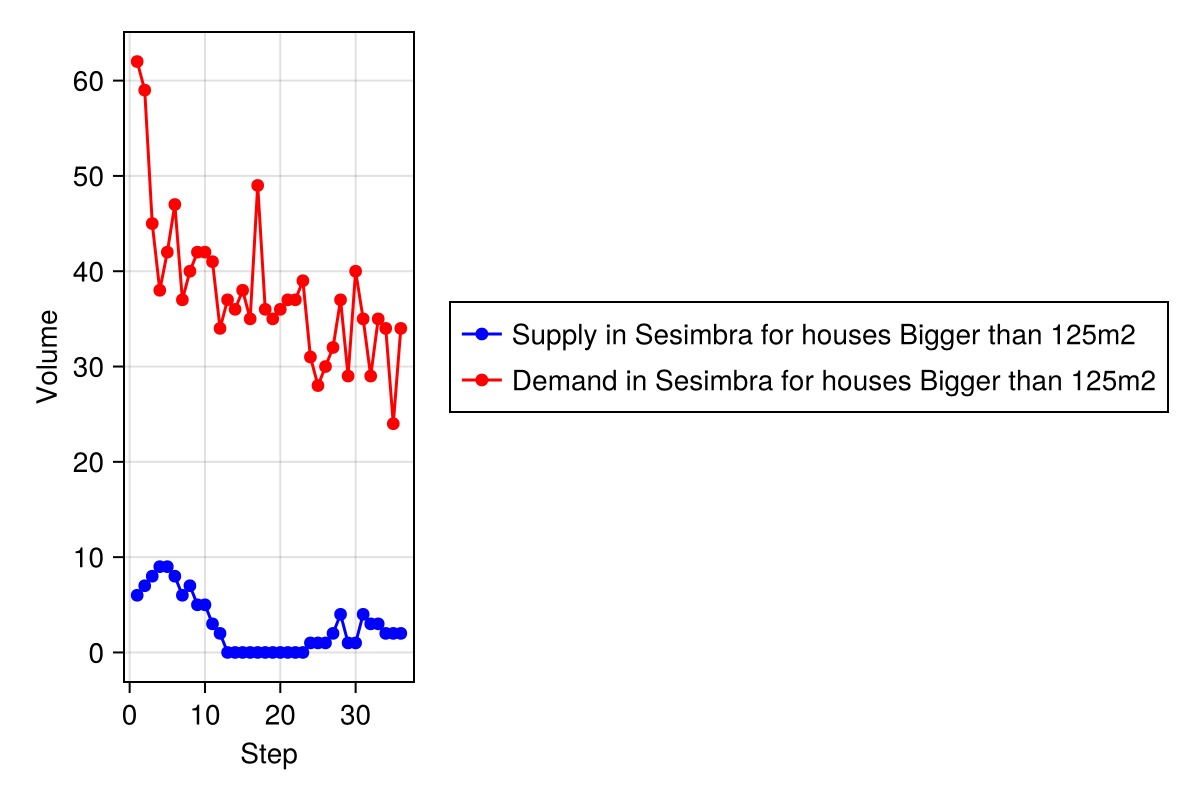 60
50
40
30
20
10
0
Volume
0 10 20 30
Step
Supply in Sesimbra for houses Bigger than 125m2
Demand in Sesimbra for houses Bigger than 125m2